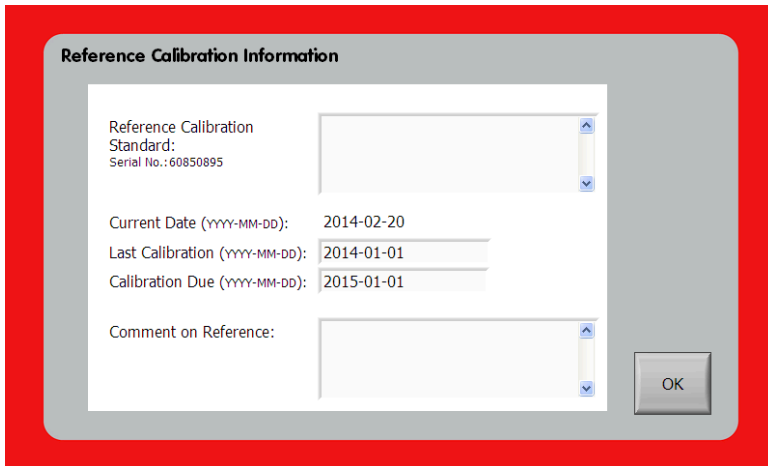 Reference Calibration Information
Reference Calibration
Standard:
Serial No.:60850895
Current Date (YYYY-MM-DD): 2014-02-20
Last Calibration (YYYY-MM-DD): 2014-01-01
Calibration Due (YYYY-MM-DD): 2015-01-01
Comment on Reference:
OK